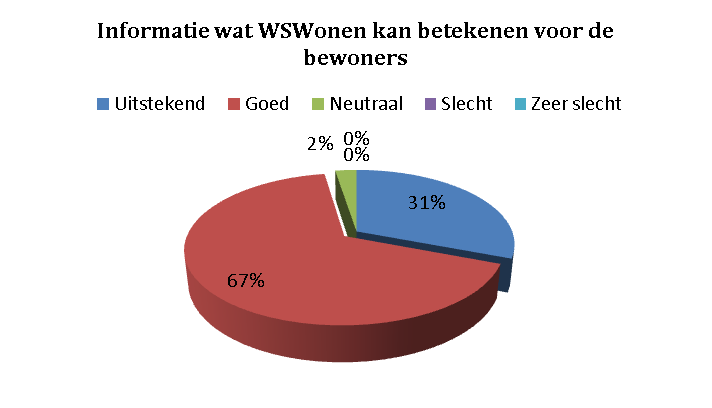 Informatie wat WSWonen kan betekenen voor de
bewoners
Uitstekend Goed Neutraal Slecht Zeer slecht
2% 0%
0%
31%
67%